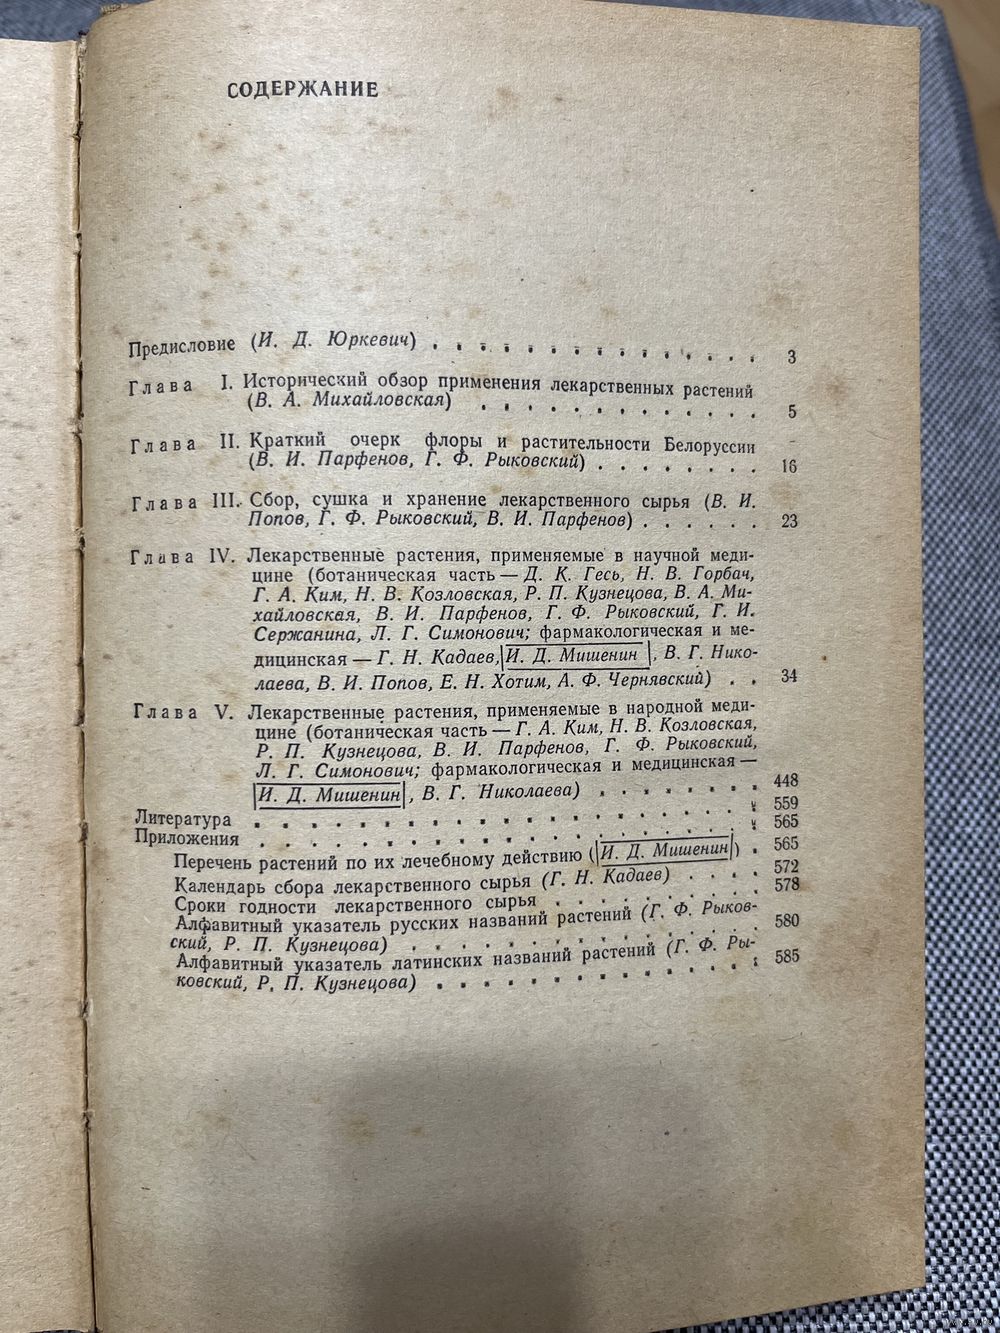 СОДЕРЖАНИЕ
Предисловие (И. Д. Юркевич) . . . . . . . . . . . . . . 3
Глава I. Исторический обзор применения лекарственных растений
(В. А. Михайловская) . . . . . . . . . . . . . 5
Глава II. Краткий очерк флоры и растительности Белоруссии
(В. И. Парфенов, Г. Ф. Рыковский) . . . . . . . . 16
Глава III. Сбор, сушка и хранение лекарственного сырья (В. И.
Попов, Г. Ф. Рыковский, В. И. Парфенов) . . . . . . 23
Глава IV. Лекарственные растения, применяемые в научной меди-
цине (ботаническая часть — Д. К. Гесь, Н. В. Горбач,
Г. А. Ким, Н. В. Козловская, Р. П. Кузнецова, В. А. Ми-
хайловская, В. И. Парфенов, Г. Ф. Рыковский, Г. И.
Сержанина, Л. Г. Симонович; фармакологическая и ме-
дицинская — Г. Н. Кадаев, И. Д. Мишенин, В. Г. Нико-
лаева, В. И. Попов, Е. Н. Хотим, А. Ф. Чернявский) . . 34
Глава V. Лекарственные растения, применяемые в народной меди-
цине (ботаническая часть — Г. А. Ким, Н. В. Козловская,
Р. П. Кузнецова, В. И. Парфенов, Г. Ф. Рыковский,
Л. Г. Симонович; фармакологическая и медицинская —
И. Д. Мишенин, В. Г. Николаева) . . . . . . . . 448
Литература . . . . . . . . . . . . . . . . . . 559
Приложения . . . . . . . . . . . . . . . . . . 565
Перечень растений по их лечебному действию (И. Д. Мишенин) . 565
Календарь сбора лекарственного сырья (Г. Н. Кадаев) . . . . 572
Сроки годности лекарственного сырья . . . . . . . . . 578
Алфавитный указатель русских названий растений (Г. Ф. Рыков-
ский, Р. П. Кузнецова) . . . . . . . . . . . . . . 580
Алфавитный указатель латинских названий растений (Г. Ф. Ры-
ковский, Р. П. Кузнецова) . . . . . . . . . . . . . 585